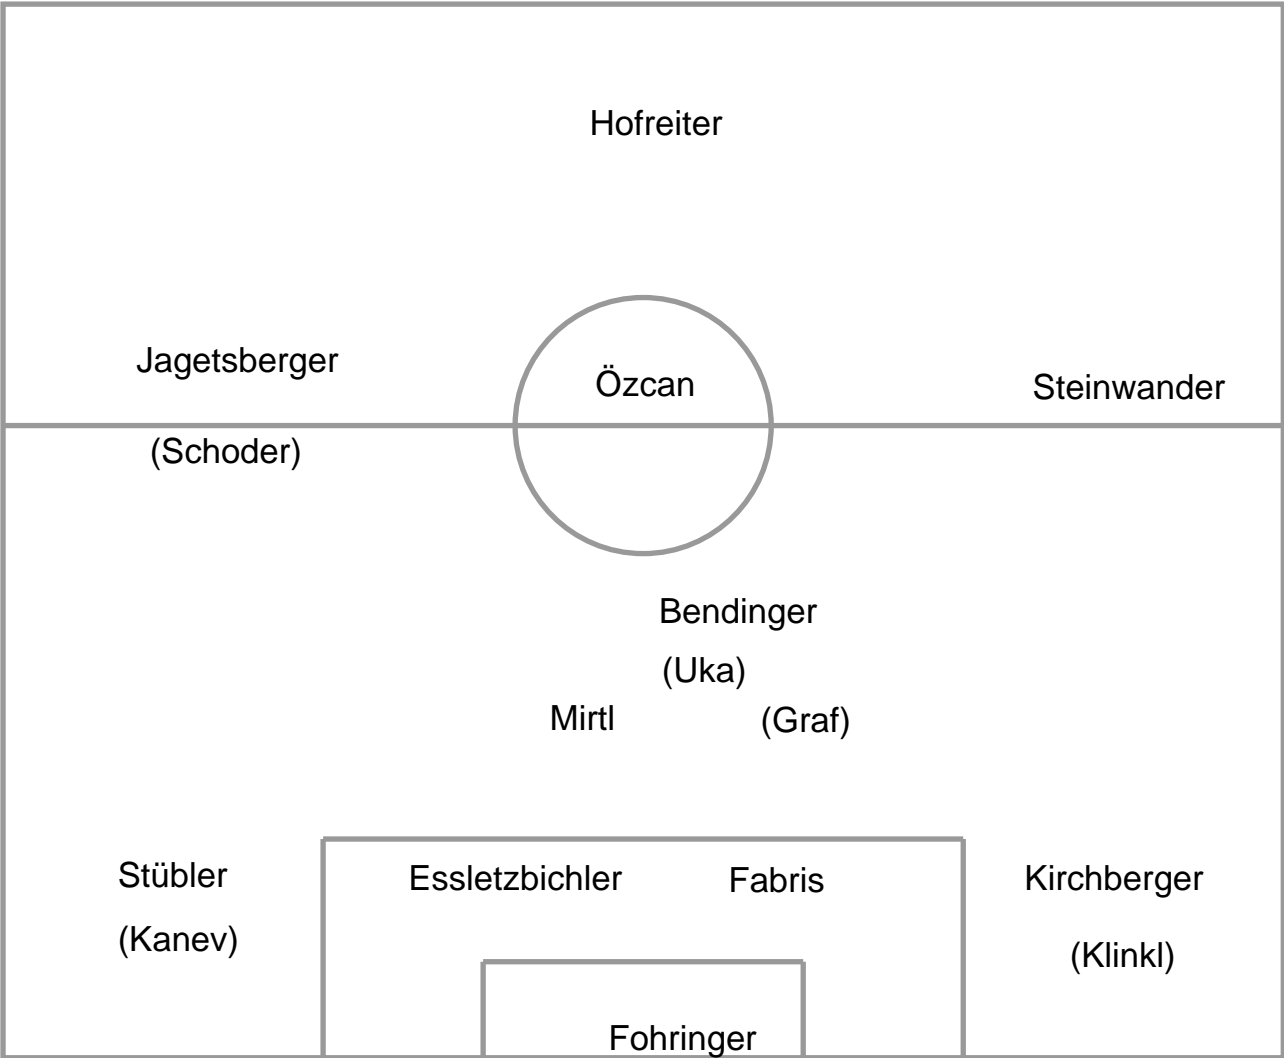 Hofreiter
Jagetsberger
Özcan
Steinwander
(Schoder)
Bendinger
(Uka)
Mirtl
(Graf)
Stübler
Essletzbichler
Fabris
Kirchberger
(Kanev)
(Klinkl)
Fohringer